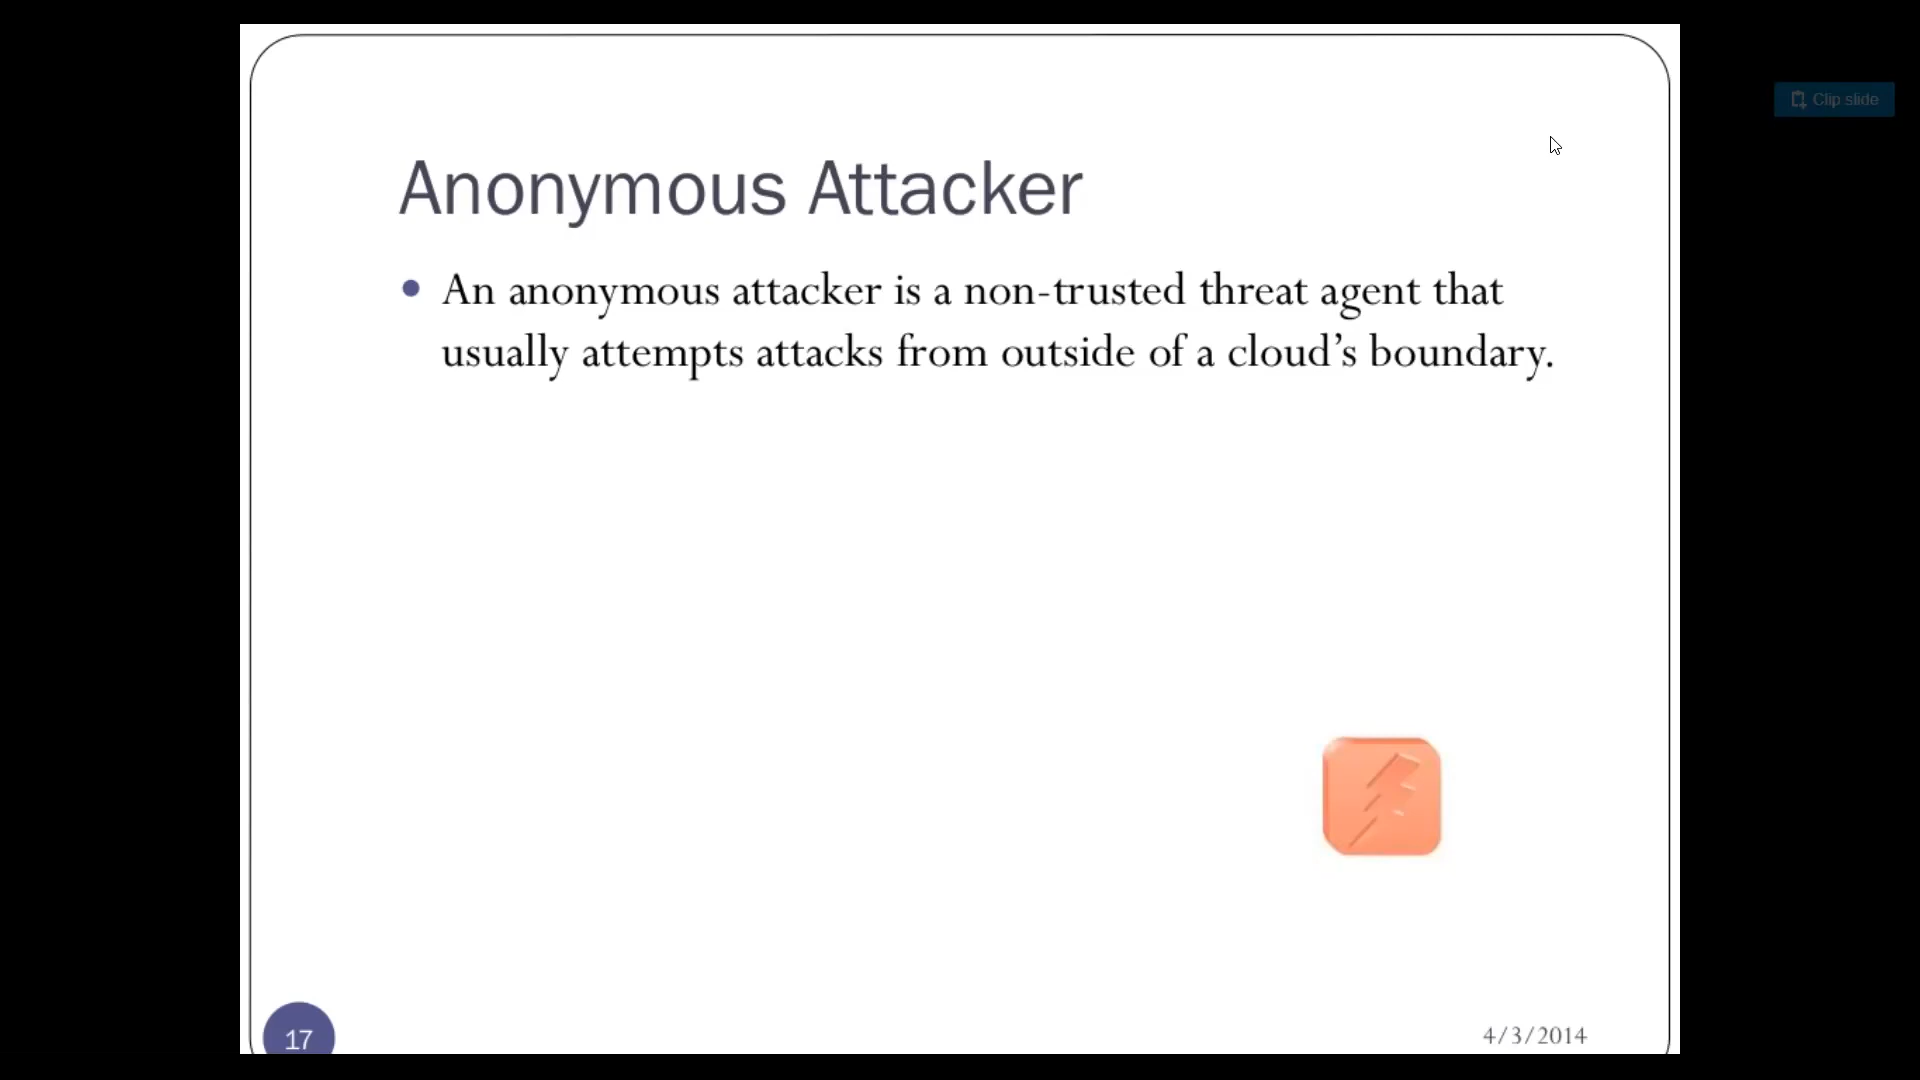 Clip slide
Anonymous Attacker
• An anonymous attacker is a non-trusted threat agent that
usually attempts attacks from outside of a cloud’s boundary.
17
4/3/2014